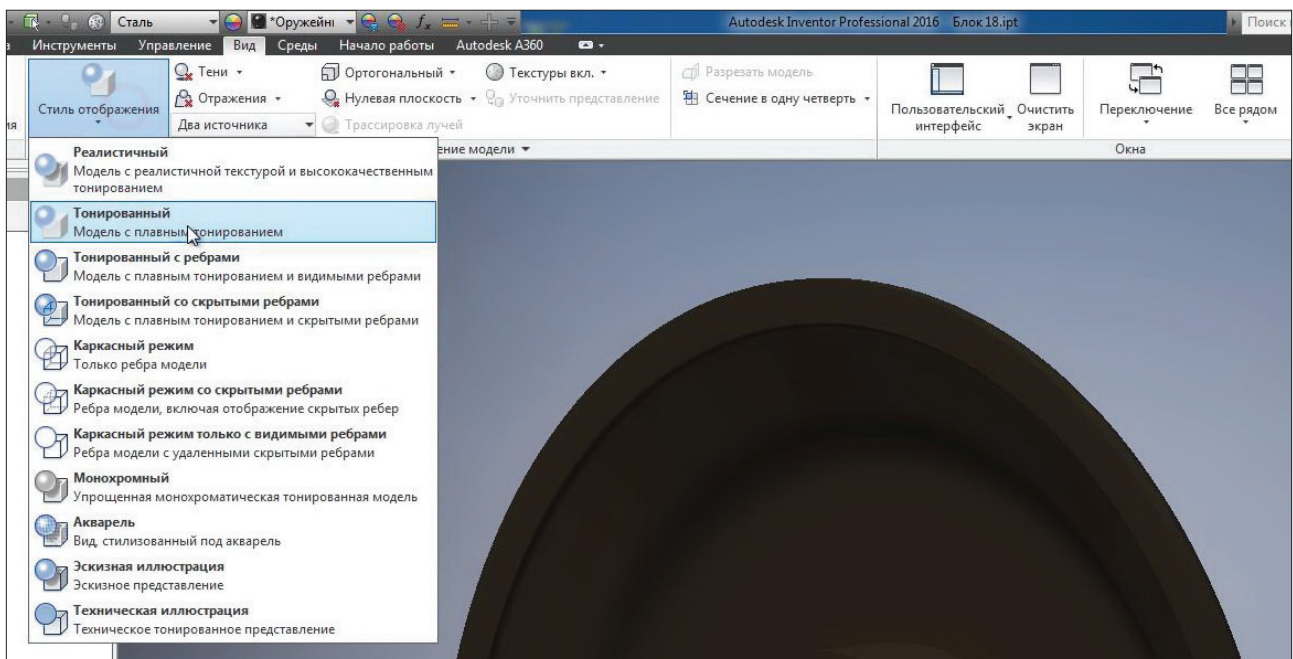 Сталь *Оружейн Autodesk Inventor Professional 2016 Блок 18.ipt Поиск
Инструменты Управление Вид Среды Начало работы Autodesk A360
Стиль отображения
Тени
Отражения
Два источника
Ортогональный
Нулевая плоскость
Трассировка лучей
Текстуры вкл.
Уточнить представление
Разрезать модель
Сечение в одну четверть
Пользовательский интерфейс
Очистить экран
Переключение
Все рядом
ение модели
Окна
Реалистичный
Модель с реалистичной текстурой и высококачественным
тонированием
Тонированный
Модель с плавным тонированием
Тонированный с ребрами
Модель с плавным тонированием и видимыми ребрами
Тонированный со скрытыми ребрами
Модель с плавным тонированием и скрытыми ребрами
Каркасный режим
Только ребра модели
Каркасный режим со скрытыми ребрами
Ребра модели, включая отображение скрытых ребер
Каркасный режим только с видимыми ребрами
Ребра модели с удаленными скрытыми ребрами
Монохромный
Упрощенная монохроматическая тонированная модель
Акварель
Вид, стилизованный под акварель
Эскизная иллюстрация
Эскизное представление
Техническая иллюстрация
Техническое тонированное представление